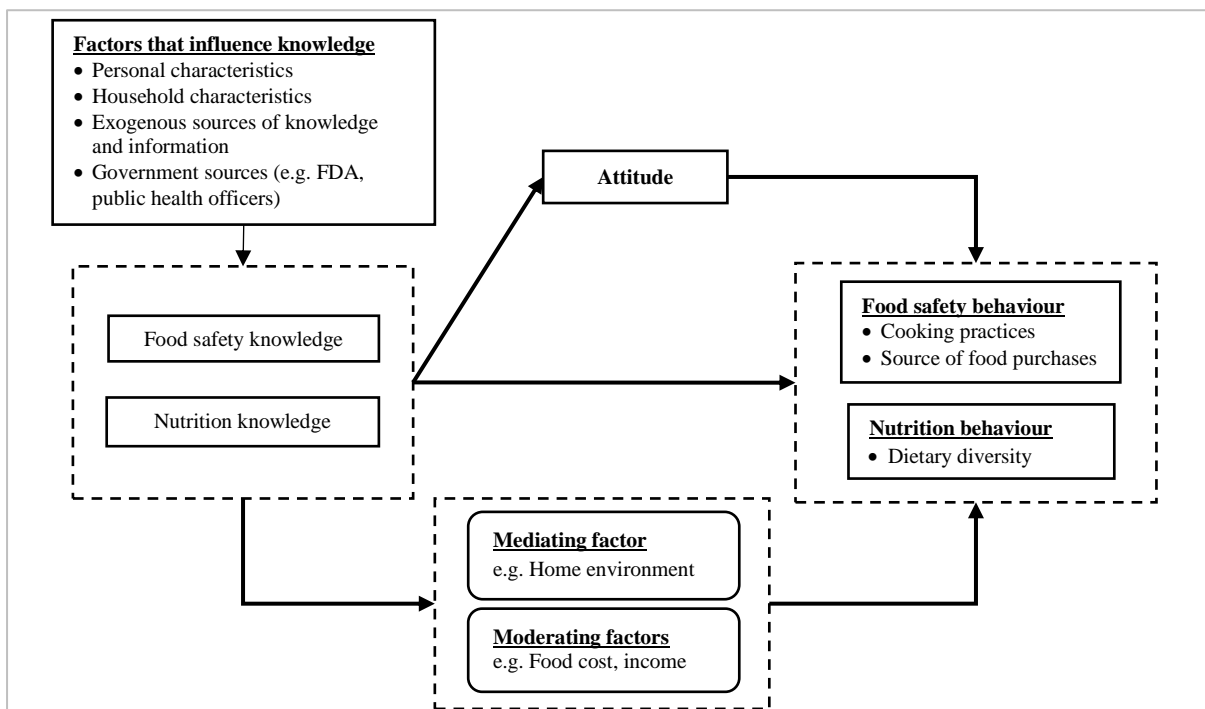 Factors that influence knowledge
• Personal characteristics
• Household characteristics
• Exogenous sources of knowledge
and information
• Government sources (e.g. FDA,
public health officers)
Attitude
Food safety knowledge
Nutrition knowledge
Food safety behaviour
• Cooking practices
• Source of food purchases
Nutrition behaviour
• Dietary diversity
Mediating factor
e.g. Home environment
Moderating factors
e.g. Food cost, income